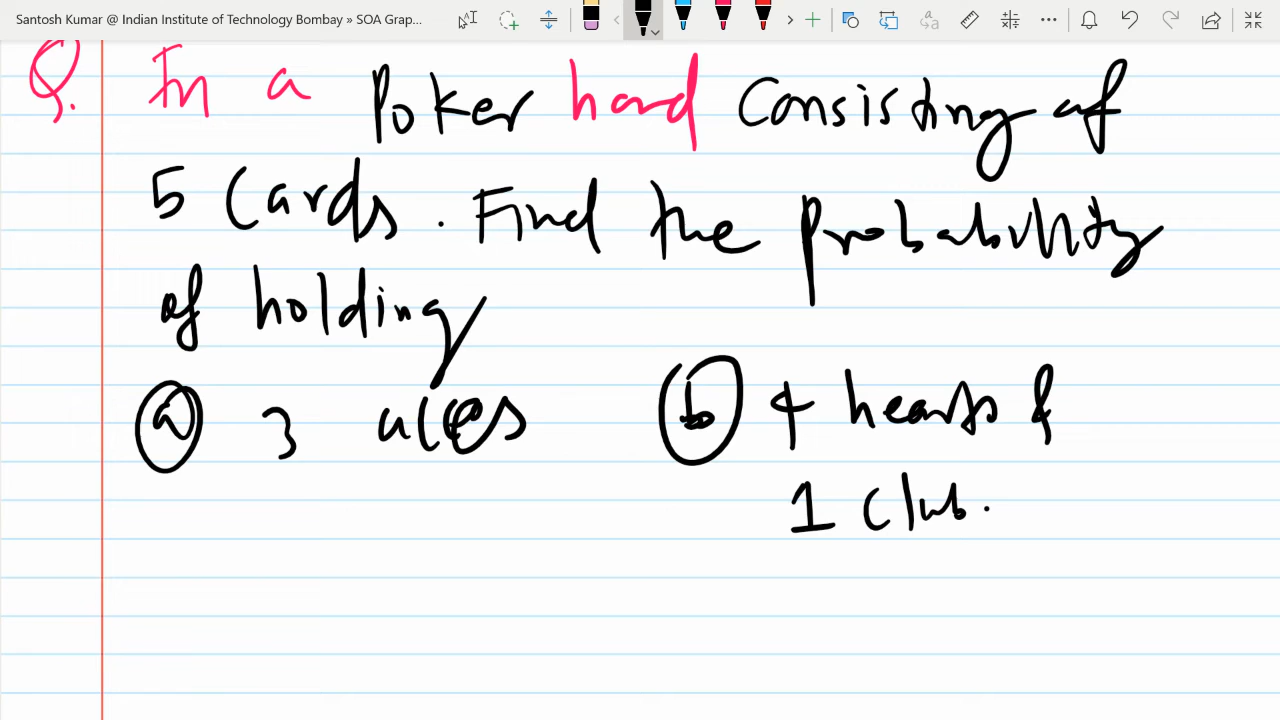 Santosh Kumar @ Indian Institute of Technology Bombay » SOA Grap...
Q. In a Poker hand Consisting of
5 Cards. Find the probability
of holding
(a) 3 aces (b) 4 hearts &
1 Club.